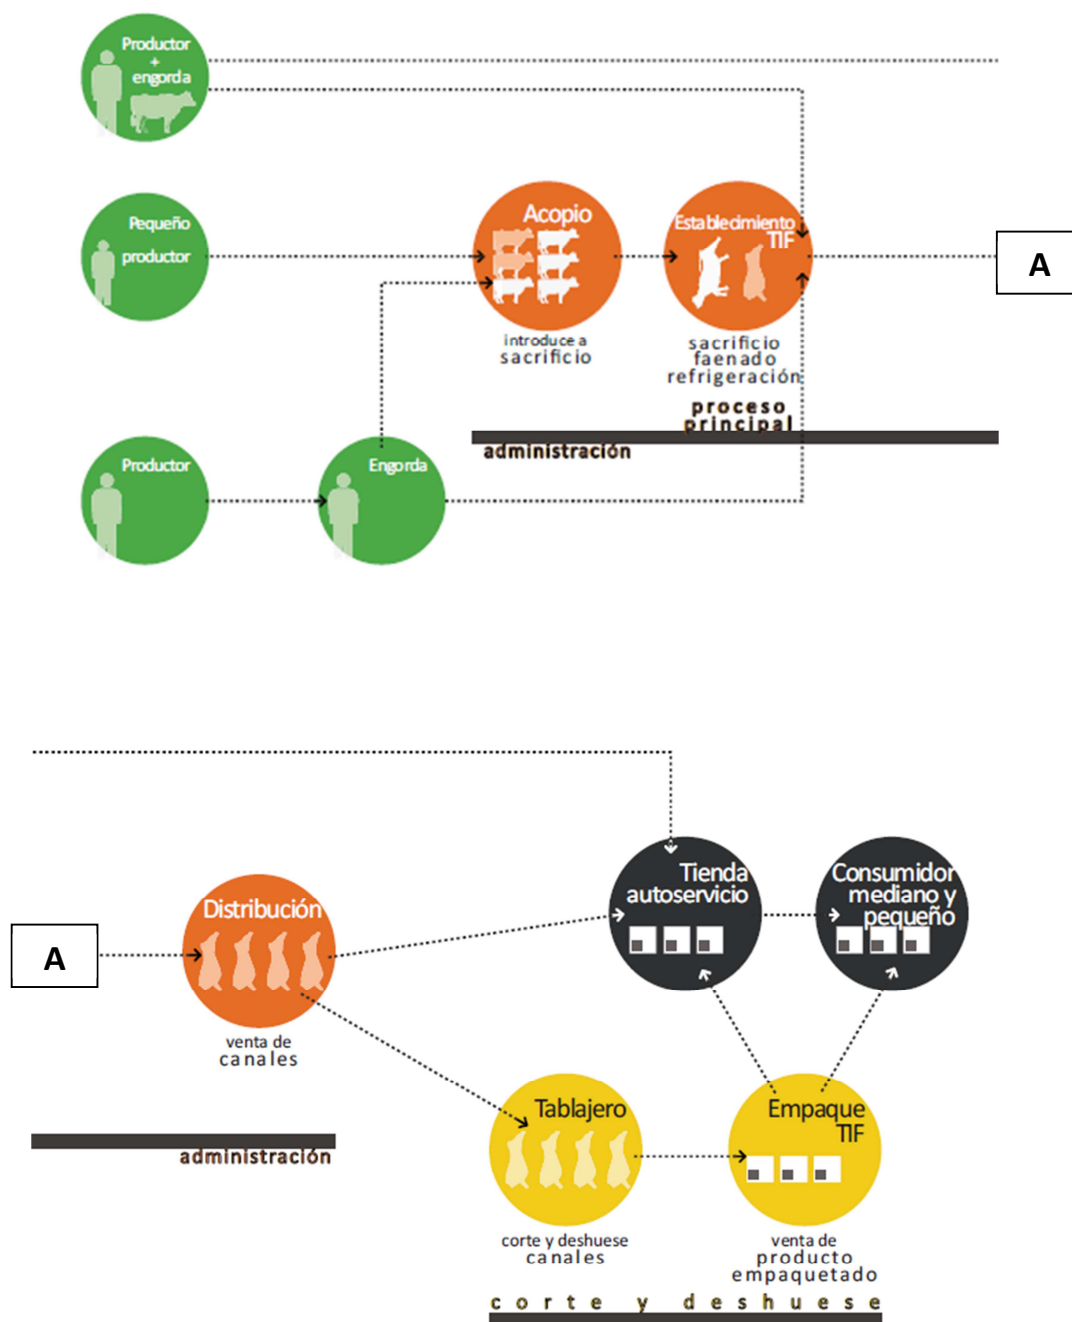 Productor
+
engorda
Pequeño
productor
Acopio
Establecimiento
TIF
A
introduce a
sacrificio
sacrificio
faenado
refrigeración
proceso
principal
administración
Productor
Engorda
Tienda
autoservicio
Consumidor
mediano y
pequeño
Distribución
A
venta de
canales
administración
Tablajero
Empaque
TIF
corte y deshuese
canales
venta de
producto
empaquetado
corte y deshuese